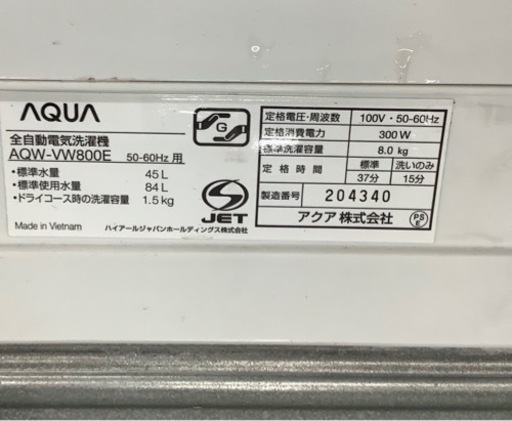 AQUA
全自動電気洗濯機
AQW-VW800E 50-60Hz 用
・標準水量 45 L
・標準使用水量 84 L
・ドライコース時の洗濯容量 1.5 kg
Made in Vietnam
ハイアールジャパンホールディングス株式会社
G
S
JET
定格電圧・周波数 100V・50-60Hz
定格消費電力 300 W
標準洗濯容量 8.0 kg
定格時間 標準 洗いのみ
37分 15分
製造番号 204340
アクア 株式会社
PS
E